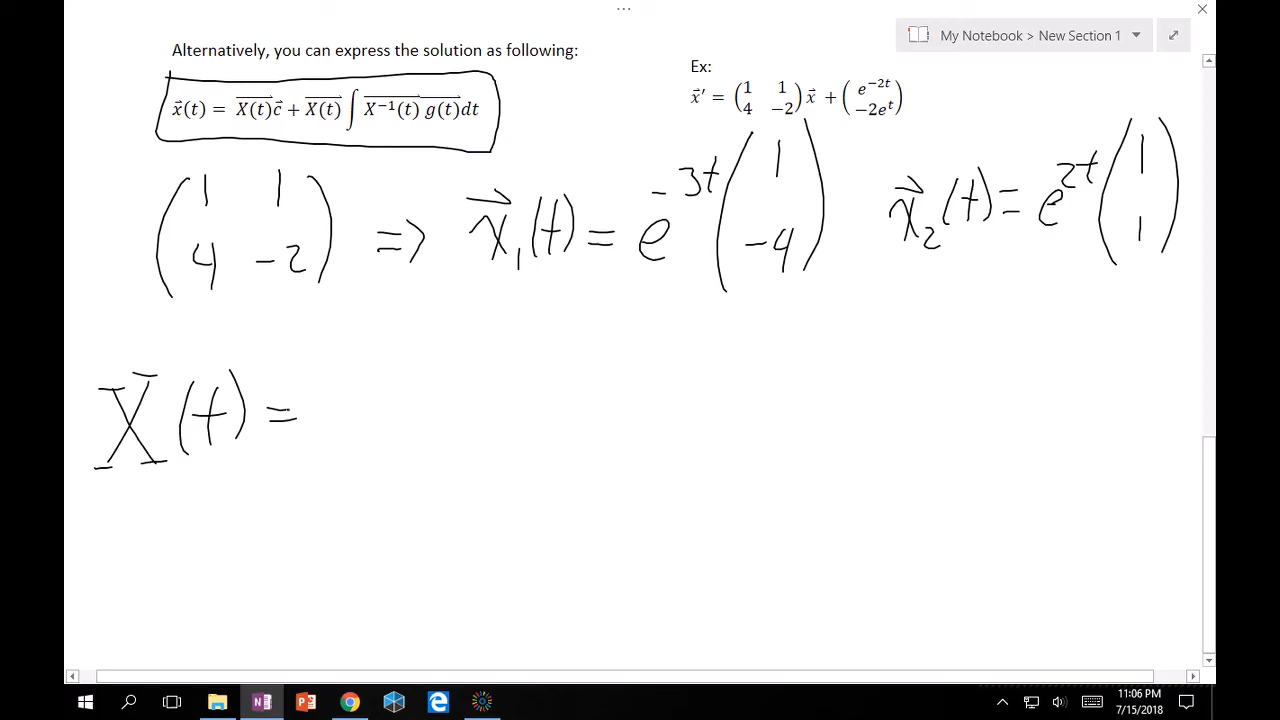 ...
My Notebook > New Section 1
Alternatively, you can express the solution as following:
x⃗(t) = X(t)c⃗ + X(t) ∫ X⁻¹(t) g(t)dt
Ex:
x⃗′ = (1 1; 4 −2) x⃗ + (e^−2t; −2e^t)
(1 1; 4 −2) => x⃗₁(t) = e^−3t (1; −4) x⃗₂(t) = e^2t (1; 1)
X(t) =
11:06 PM
7/15/2018